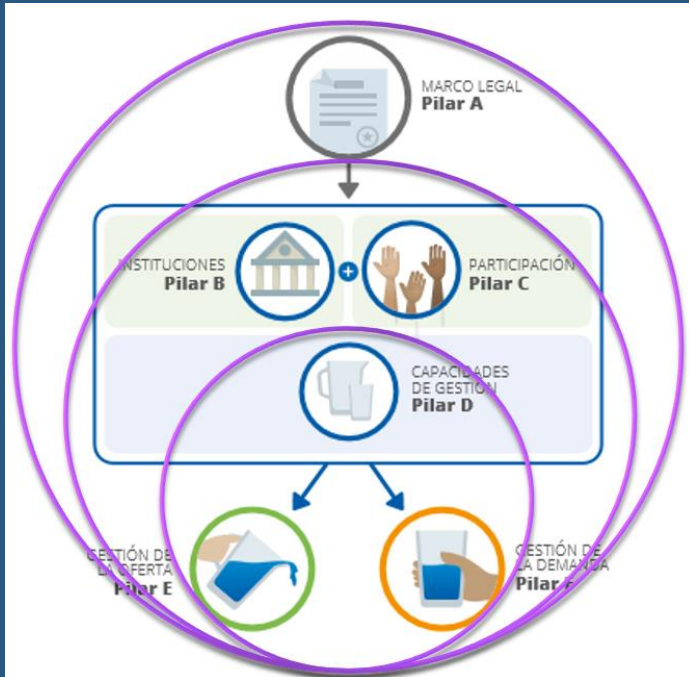 MARCO LEGAL
Pilar A
INSTITUCIONES
Pilar B
PARTICIPACIÓN
Pilar C
CAPACIDADES
DE GESTIÓN
Pilar D
GESTIÓN DE
LA OFERTA
Pilar E
GESTIÓN DE
LA DEMANDA
Pilar